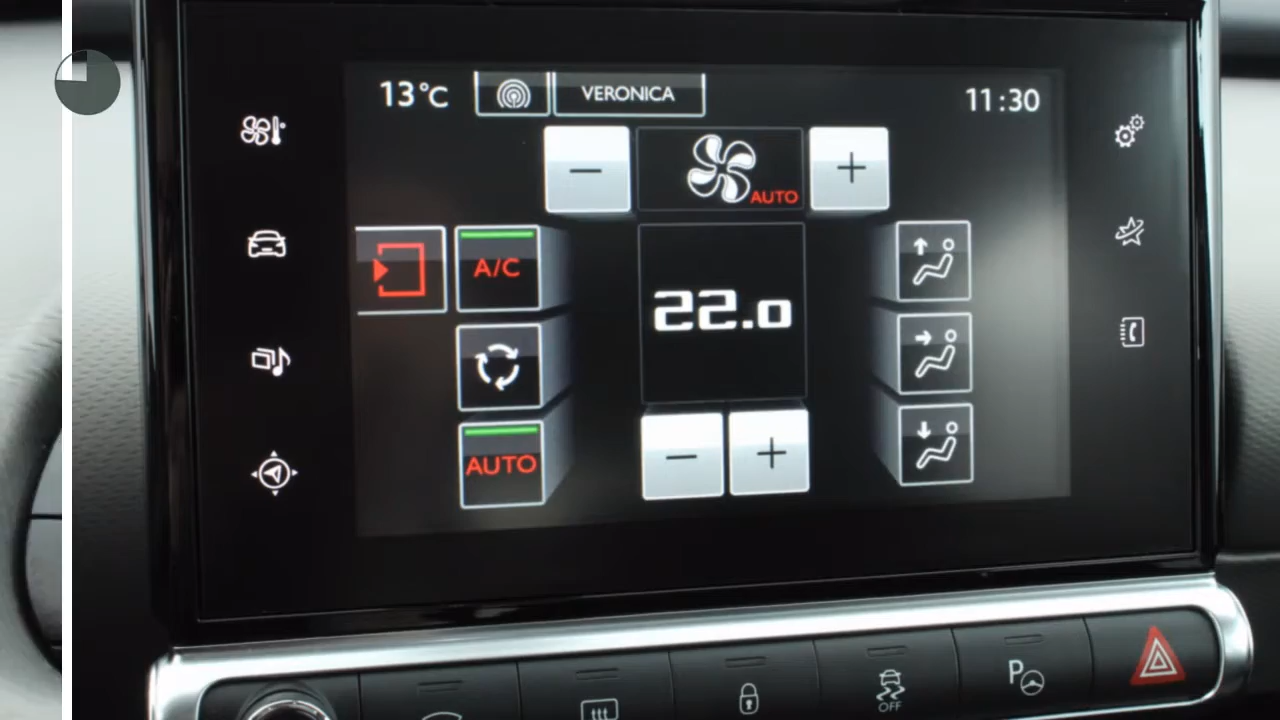 13°C
VERONICA
11:30
−
AUTO
+
A/C
22.0
AUTO
−
+
P
OFF